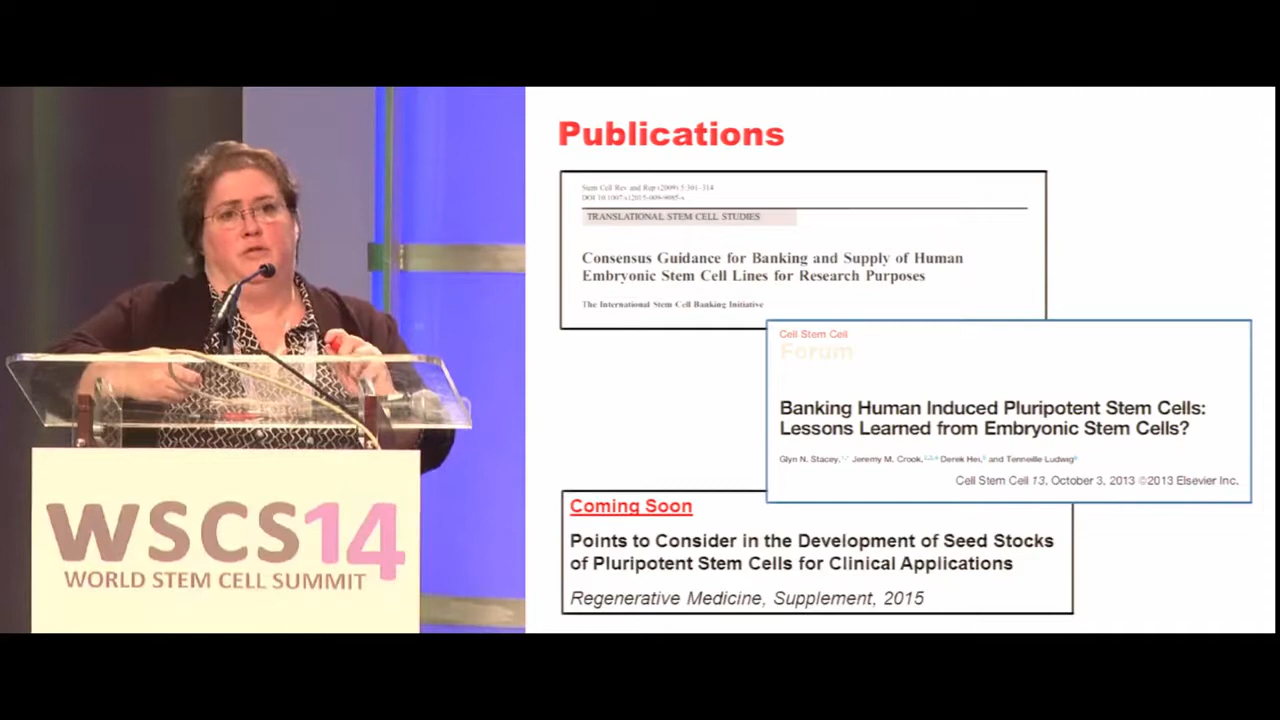 WSCS14
WORLD STEM CELL SUMMIT
Publications
Stem Cell Rev and Rep (2009) 5:301–314
TRANSLATIONAL STEM CELL STUDIES
Consensus Guidance for Banking and Supply of Human
Embryonic Stem Cell Lines for Research Purposes
The International Stem Cell Banking Initiative
Cell Stem Cell
Forum
Banking Human Induced Pluripotent Stem Cells:
Lessons Learned from Embryonic Stem Cells?
Glyn N. Stacey, Jeremy M. Crook, Derek Hei, and Tenneille Ludwig
Cell Stem Cell 13, October 3, 2013 ©2013 Elsevier Inc.
Coming Soon
Points to Consider in the Development of Seed Stocks
of Pluripotent Stem Cells for Clinical Applications
Regenerative Medicine, Supplement, 2015